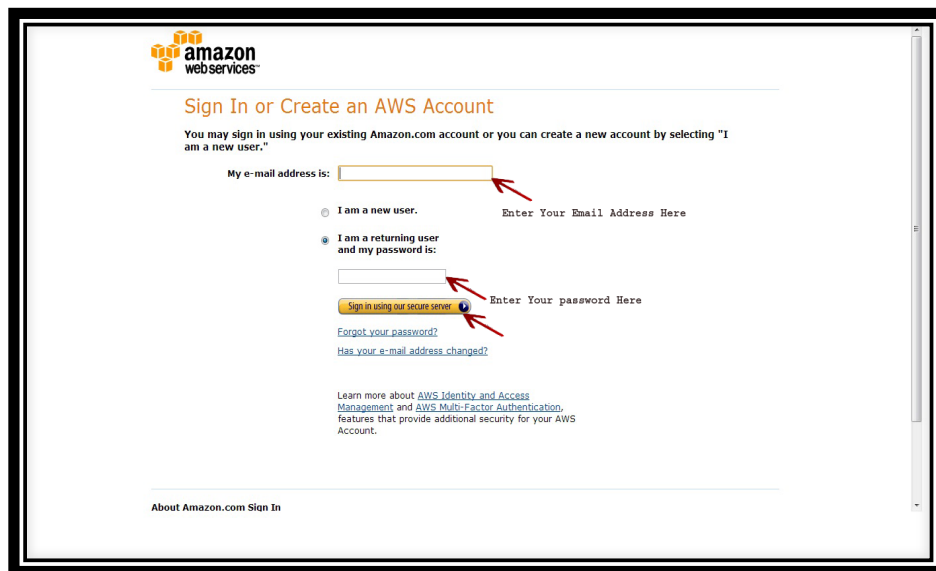 amazon
web services™
Sign In or Create an AWS Account
You may sign in using your existing Amazon.com account or you can create a new account by selecting "I
am a new user."
My e-mail address is:
I am a new user.
Enter Your Email Address Here
I am a returning user
and my password is:
Enter Your password Here
Sign in using our secure server
Forgot your password?
Has your e-mail address changed?
Learn more about AWS Identity and Access
Management and AWS Multi-Factor Authentication,
features that provide additional security for your AWS
Account.
About Amazon.com Sign In